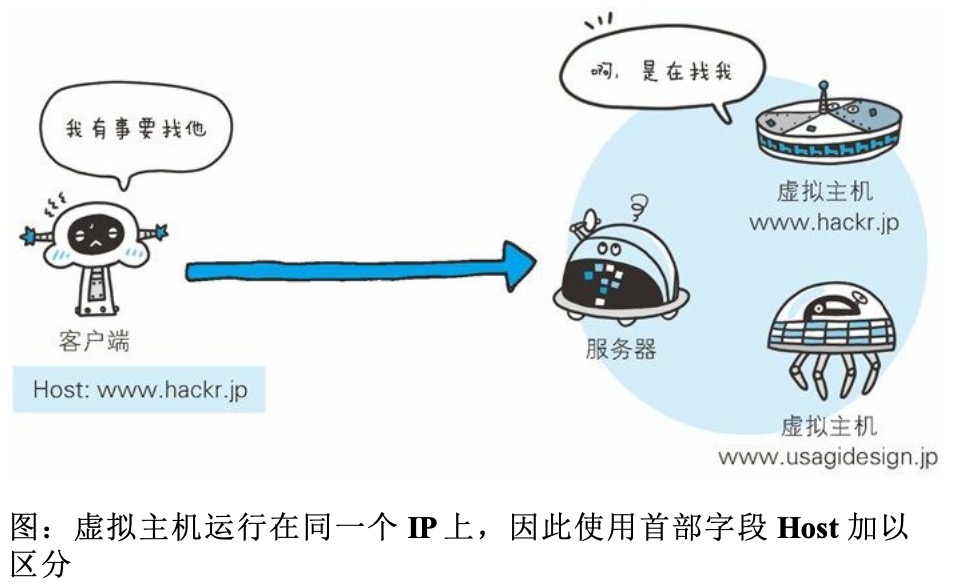 啊，是在找我
我有事要找他
虚拟主机
www.hackr.jp
客户端
服务器
Host: www.hackr.jp
虚拟主机
www.usagidesign.jp
图：虚拟主机运行在同一个 IP 上，因此使用首部字段 Host 加以
区分